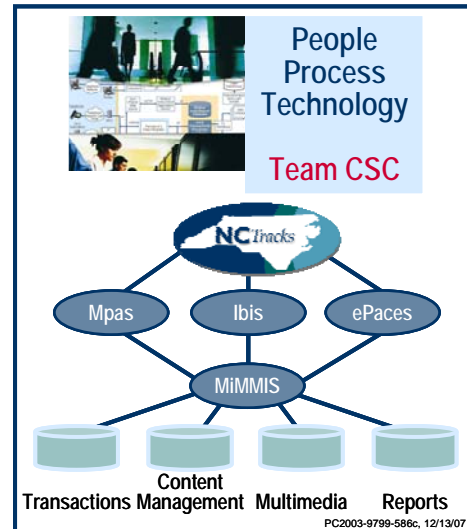 People
Process
Technology
Team CSC
NCTracks
Mpas
Ibis
ePaces
MiMMIS
Transactions
Content
Management
Multimedia
Reports
PC2003-9799-586c, 12/13/07